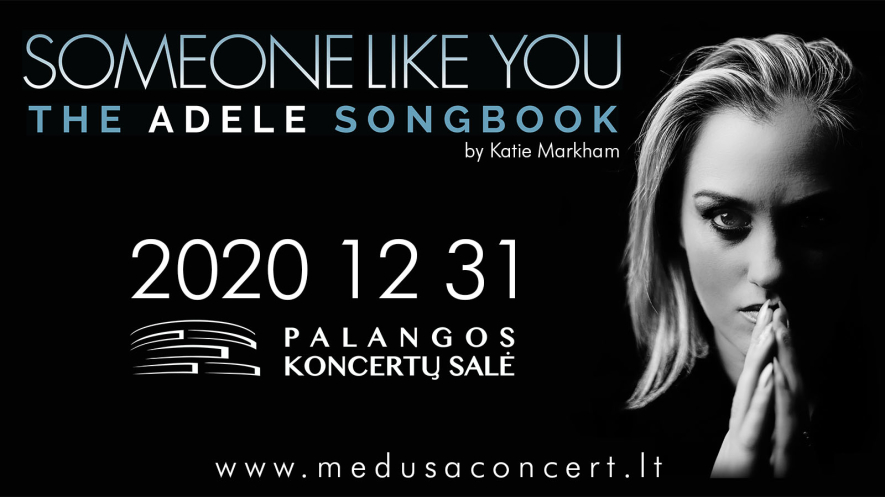 SOMEONE LIKE YOU
THE ADELE SONGBOOK
by Katie Markham
2020 12 31
PALANGOS
KONCERTŲ SALĖ
www.medusaconcert.lt